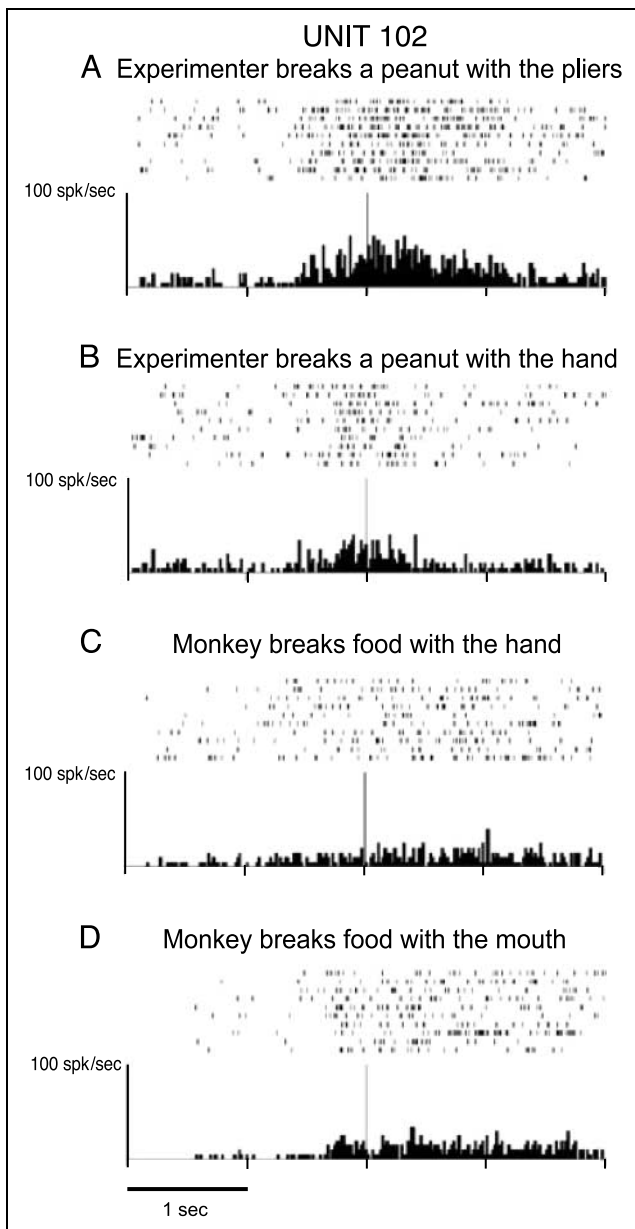 UNIT 102
A Experimenter breaks a peanut with the pliers
100 spk/sec
B Experimenter breaks a peanut with the hand
100 spk/sec
C Monkey breaks food with the hand
100 spk/sec
D Monkey breaks food with the mouth
100 spk/sec
1 sec